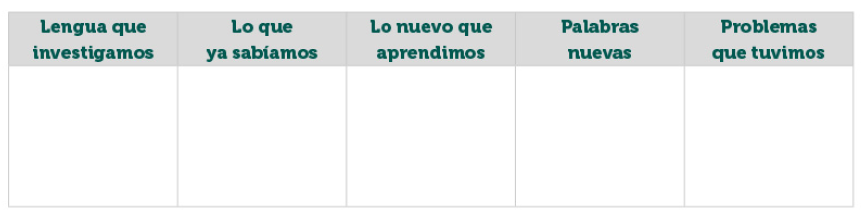 Lengua que
investigamos
Lo que
ya sabíamos
Lo nuevo que
aprendimos
Palabras
nuevas
Problemas
que tuvimos